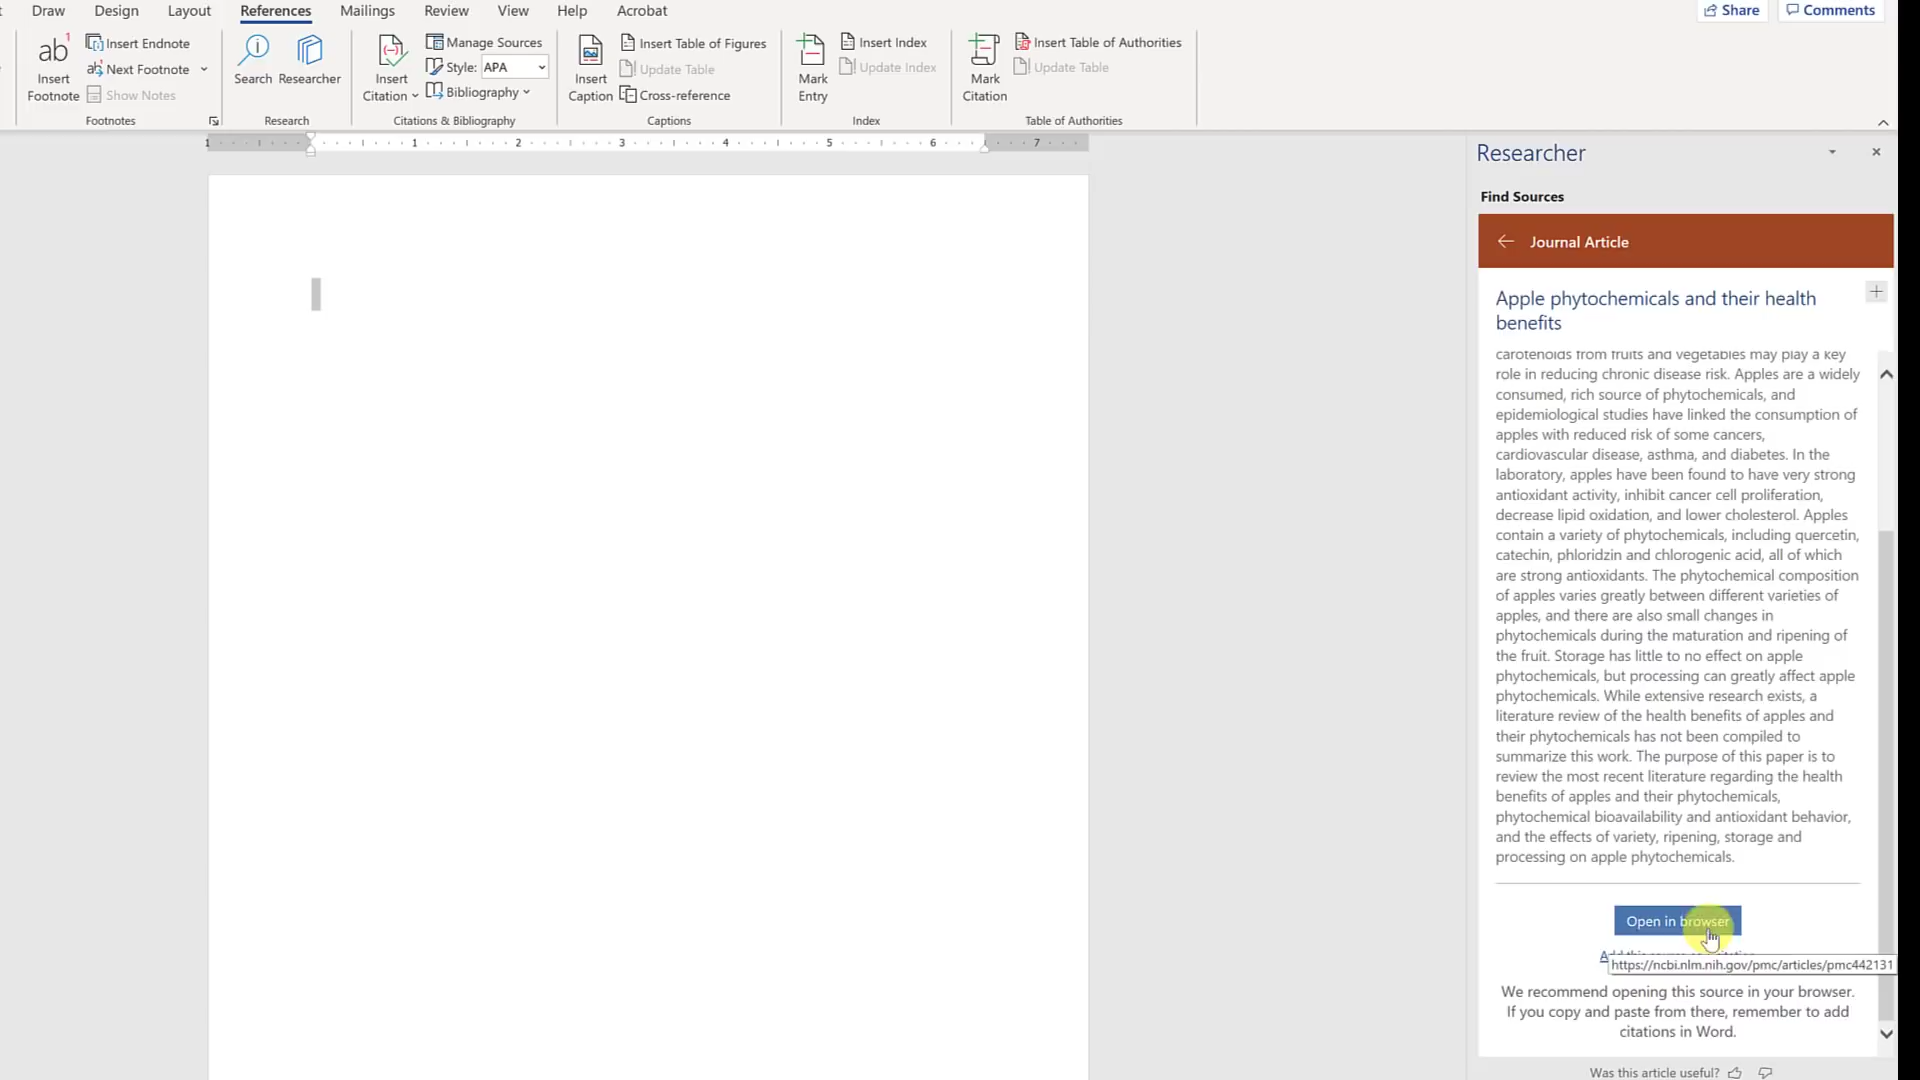 Draw Design Layout References Mailings Review View Help Acrobat Share Comments
ab1 Insert Footnote
Insert Endnote
Next Footnote
Show Notes
Footnotes
Search Researcher
Research
Insert Citation
Manage Sources
Style: APA
Bibliography
Citations & Bibliography
Insert Caption
Insert Table of Figures
Update Table
Cross-reference
Captions
Mark Entry
Insert Index
Update Index
Index
Mark Citation
Insert Table of Authorities
Update Table
Table of Authorities
1 1 2 3 4 5 6 7
Researcher
Find Sources
Journal Article
Apple phytochemicals and their health
benefits
carotenoids from fruits and vegetables may play a key
role in reducing chronic disease risk. Apples are a widely
consumed, rich source of phytochemicals, and
epidemiological studies have linked the consumption of
apples with reduced risk of some cancers,
cardiovascular disease, asthma, and diabetes. In the
laboratory, apples have been found to have very strong
antioxidant activity, inhibit cancer cell proliferation,
decrease lipid oxidation, and lower cholesterol. Apples
contain a variety of phytochemicals, including quercetin,
catechin, phloridzin and chlorogenic acid, all of which
are strong antioxidants. The phytochemical composition
of apples varies greatly between different varieties of
apples, and there are also small changes in
phytochemicals during the maturation and ripening of
the fruit. Storage has little to no effect on apple
phytochemicals, but processing can greatly affect apple
phytochemicals. While extensive research exists, a
literature review of the health benefits of apples and
their phytochemicals has not been compiled to
summarize this work. The purpose of this paper is to
review the most recent literature regarding the health
benefits of apples and their phytochemicals,
phytochemical bioavailability and antioxidant behavior,
and the effects of variety, ripening, storage and
processing on apple phytochemicals.
Open in browser
https://ncbi.nlm.nih.gov/pmc/articles/pmc442131
We recommend opening this source in your browser.
If you copy and paste from there, remember to add
citations in Word.
Was this article useful?